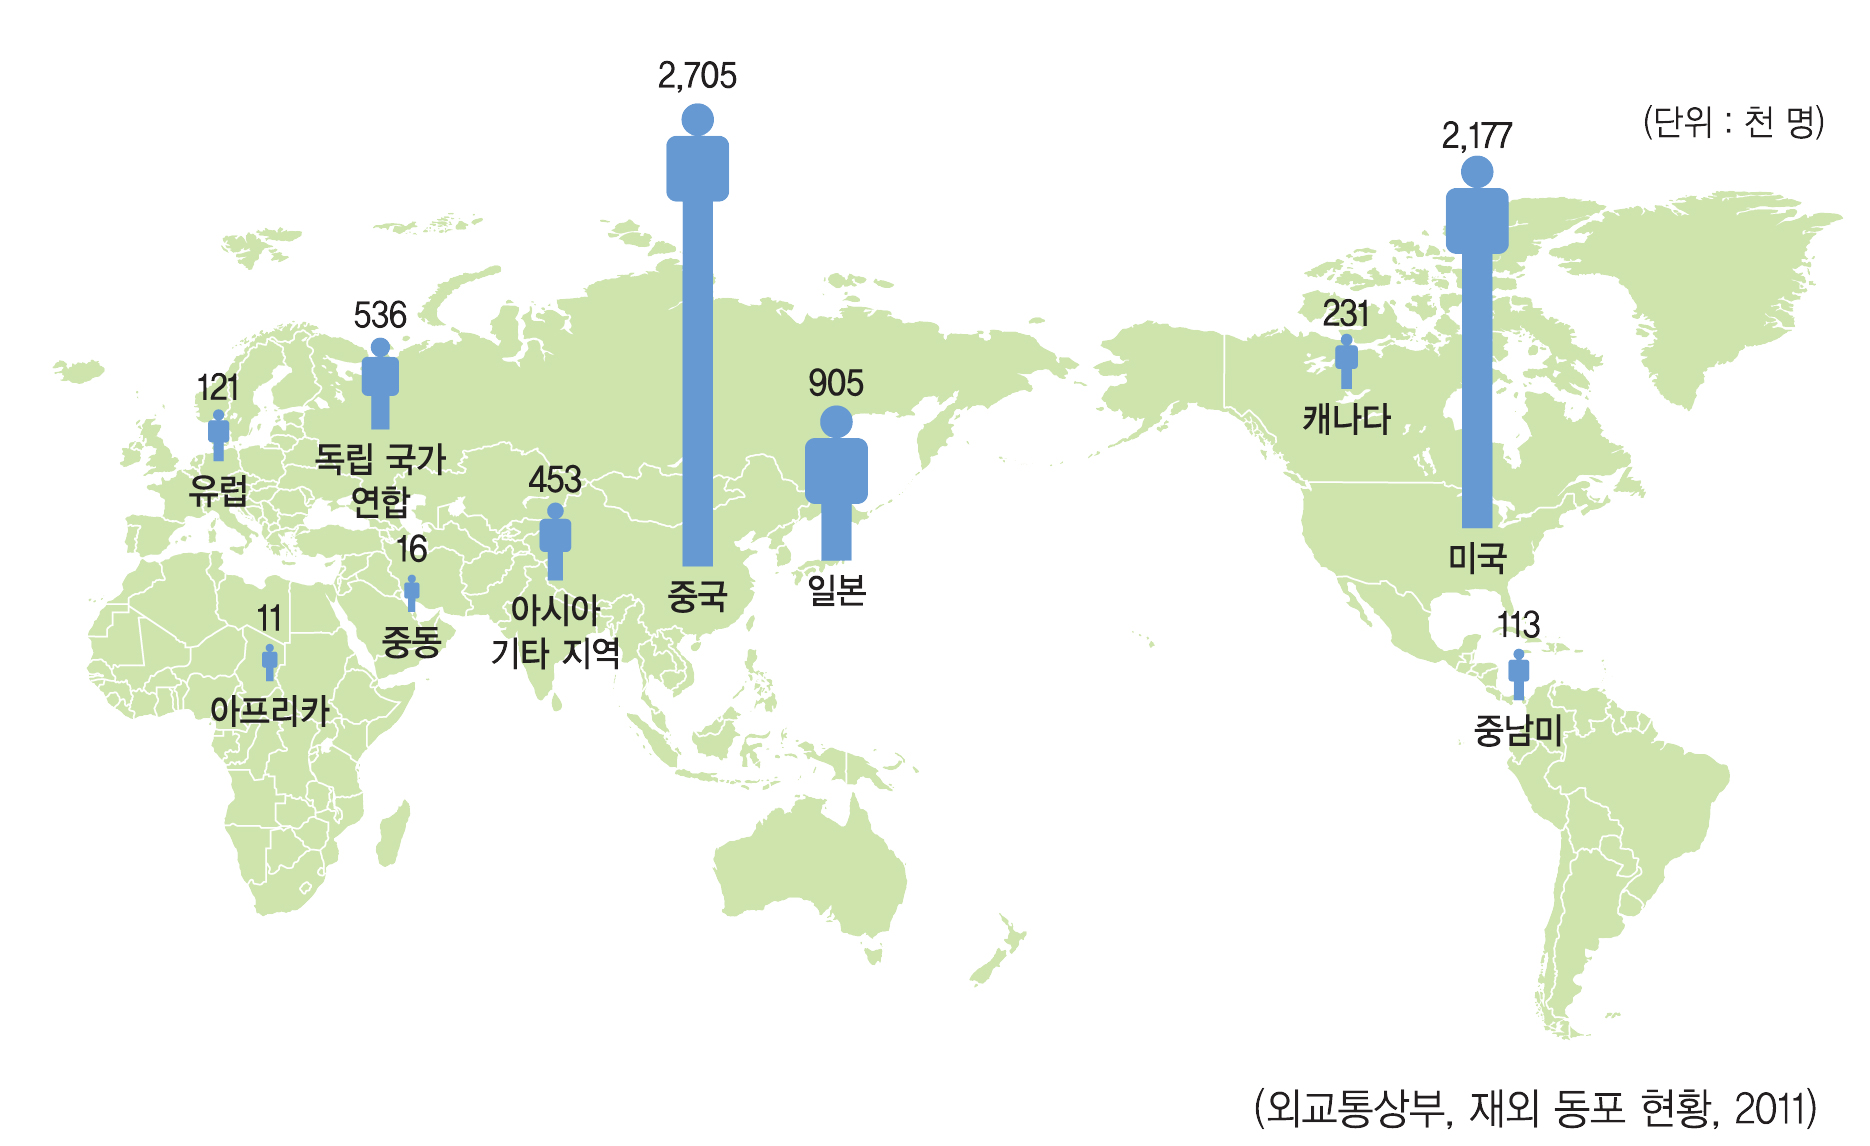 2,705
(단위 : 천 명)
2,177
536
231
121
905
캐나다
독립 국가
연합
유럽
453
16
미국
중국
일본
아시아
기타 지역
11
중동
113
아프리카
중남미
(외교통상부, 재외 동포 현황, 2011)